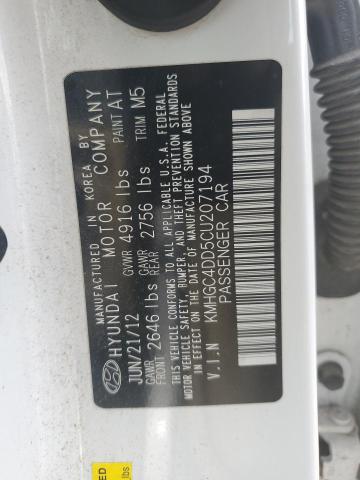 MANUFACTURED IN KOREA BY
HYUNDAI MOTOR COMPANY
JUN/21/12 GVWR 4916 lbs PAINT AT
GAWR FRONT 2646 lbs GAWR REAR 2756 lbs TRIM M5
THIS VEHICLE CONFORMS TO ALL APPLICABLE U.S.A. FEDERAL
MOTOR VEHICLE SAFETY, BUMPER, AND THEFT PREVENTION STANDARDS
IN EFFECT ON THE DATE OF MANUFACTURE SHOWN ABOVE
V.I.N KMHGC4DD5CU207194
PASSENGER CAR
lbs